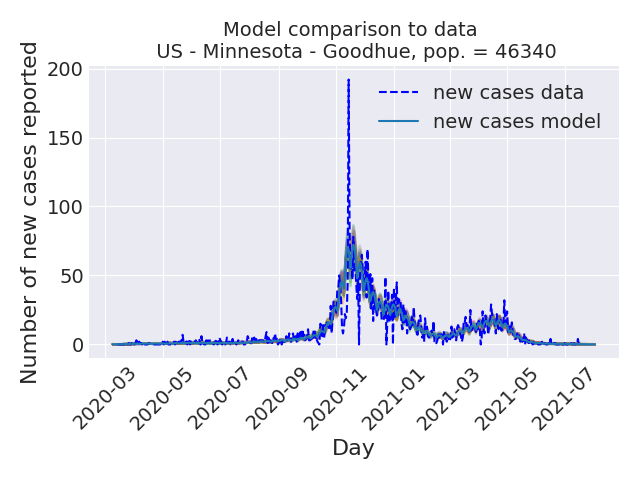 Model comparison to data
US - Minnesota - Goodhue, pop. = 46340
Number of new cases reported
200
150
100
50
0
new cases data
new cases model
2020-03
2020-05
2020-07
2020-09
2020-11
2021-01
2021-03
2021-05
2021-07
Day